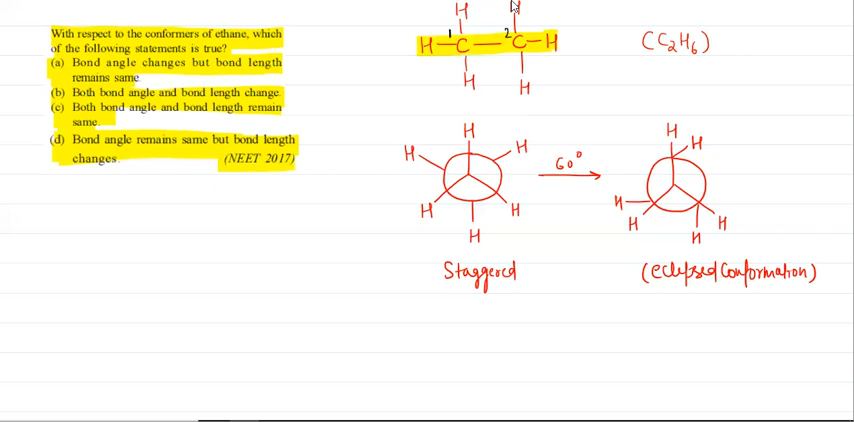 With respect to the conformers of ethane, which
of the following statements is true?
(a) Bond angle changes but bond length
remains same.
(b) Both bond angle and bond length change.
(c) Both bond angle and bond length remain
same.
(d) Bond angle remains same but bond length
changes. (NEET 2017)
H H
H—C¹—C²—H
H H
(C₂H₆)
H
H H
H H
H
60°
H
H
H
H
H
H
Staggered
(eclipsed Conformation)